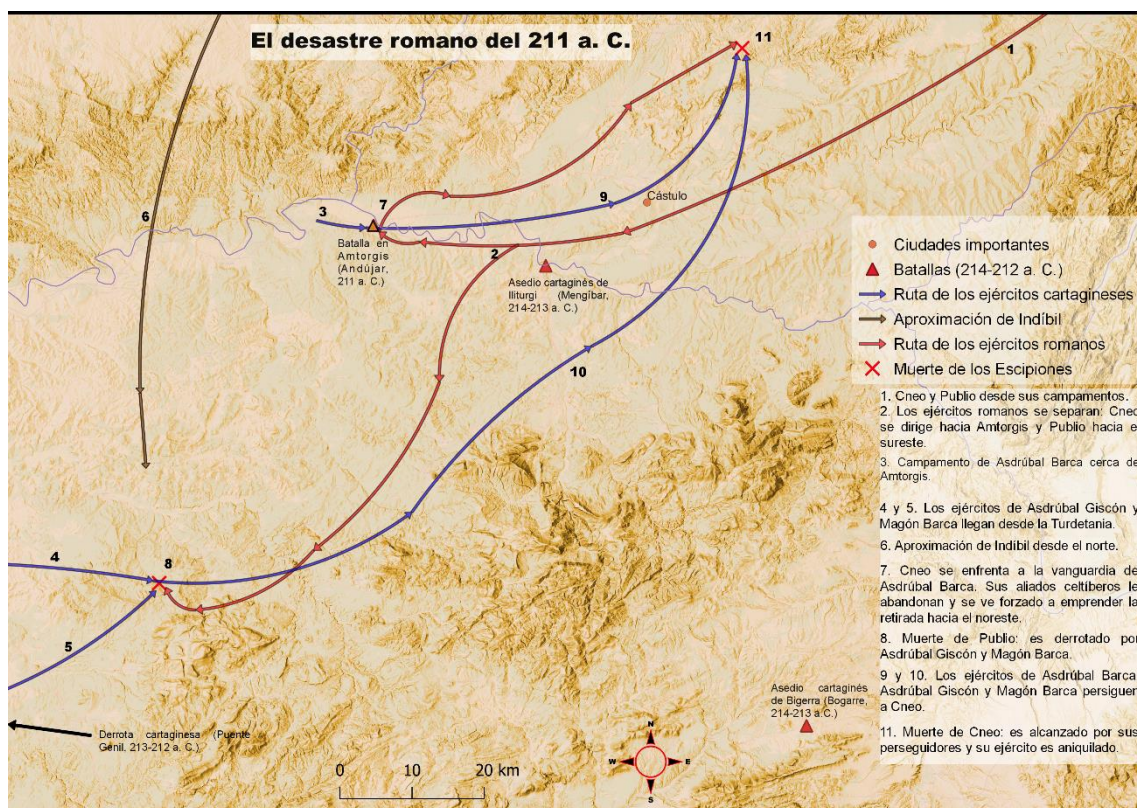 El desastre romano del 211 a. C.
11
1
6
3
7
9
Cástulo
Batalla en
Amtorgis
(Andújar,
211 a. C.)
2
Asedio cartaginés de
Iliturgi (Mengíbar,
214-213 a. C.)
10
4
8
5
Derrota cartaginesa (Puente
Genil, 213-212 a. C.)
Asedio cartaginés
de Bigerra (Bogarre,
214-213 a.C.)
0 10 20 km
N
W E
S
Ciudades importantes
Batallas (214-212 a. C.)
Ruta de los ejércitos cartagineses
Aproximación de Indíbil
Ruta de los ejércitos romanos
Muerte de los Escipiones
1. Cneo y Publio desde sus campamentos.
2. Los ejércitos romanos se separan: Cneo
se dirige hacia Amtorgis y Publio hacia el
sureste.
3. Campamento de Asdrúbal Barca cerca de
Amtorgis.
4 y 5. Los ejércitos de Asdrúbal Giscón y
Magón Barca llegan desde la Turdetania.
6. Aproximación de Indíbil desde el norte.
7. Cneo se enfrenta a la vanguardia de
Asdrúbal Barca. Sus aliados celtíberos le
abandonan y se ve forzado a emprender la
retirada hacia el noreste.
8. Muerte de Publio: es derrotado por
Asdrúbal Giscón y Magón Barca.
9 y 10. Los ejércitos de Asdrúbal Barca,
Asdrúbal Giscón y Magón Barca persiguen
a Cneo.
11. Muerte de Cneo: es alcanzado por sus
perseguidores y su ejército es aniquilado.